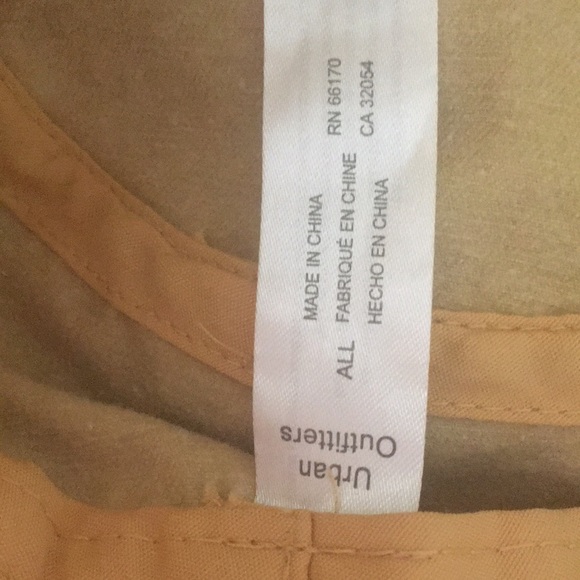 Urban
Outfitters
ALL
MADE IN CHINA
FABRIQUÉ EN CHINE
HECHO EN CHINA
RN 66170
CA 32054